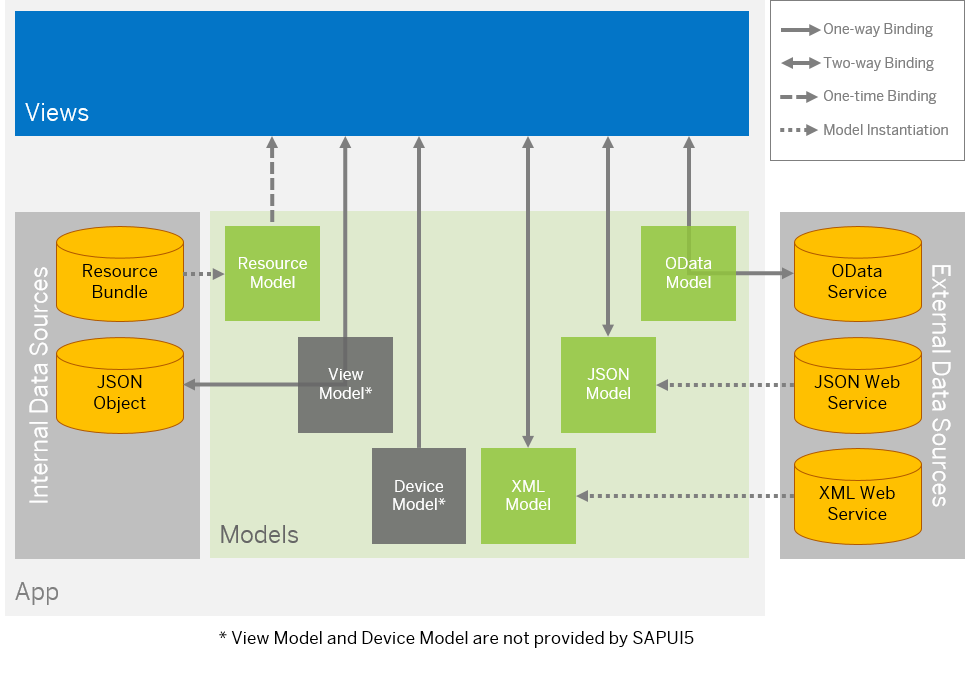 Views
One-way Binding
Two-way Binding
One-time Binding
Model Instantiation
Internal Data Sources
Resource
Bundle
JSON
Object
Resource
Model
View
Model*
Device
Model*
XML
Model
JSON
Model
OData
Model
Models
OData
Service
JSON Web
Service
XML Web
Service
External Data Sources
App
* View Model and Device Model are not provided by SAPUI5